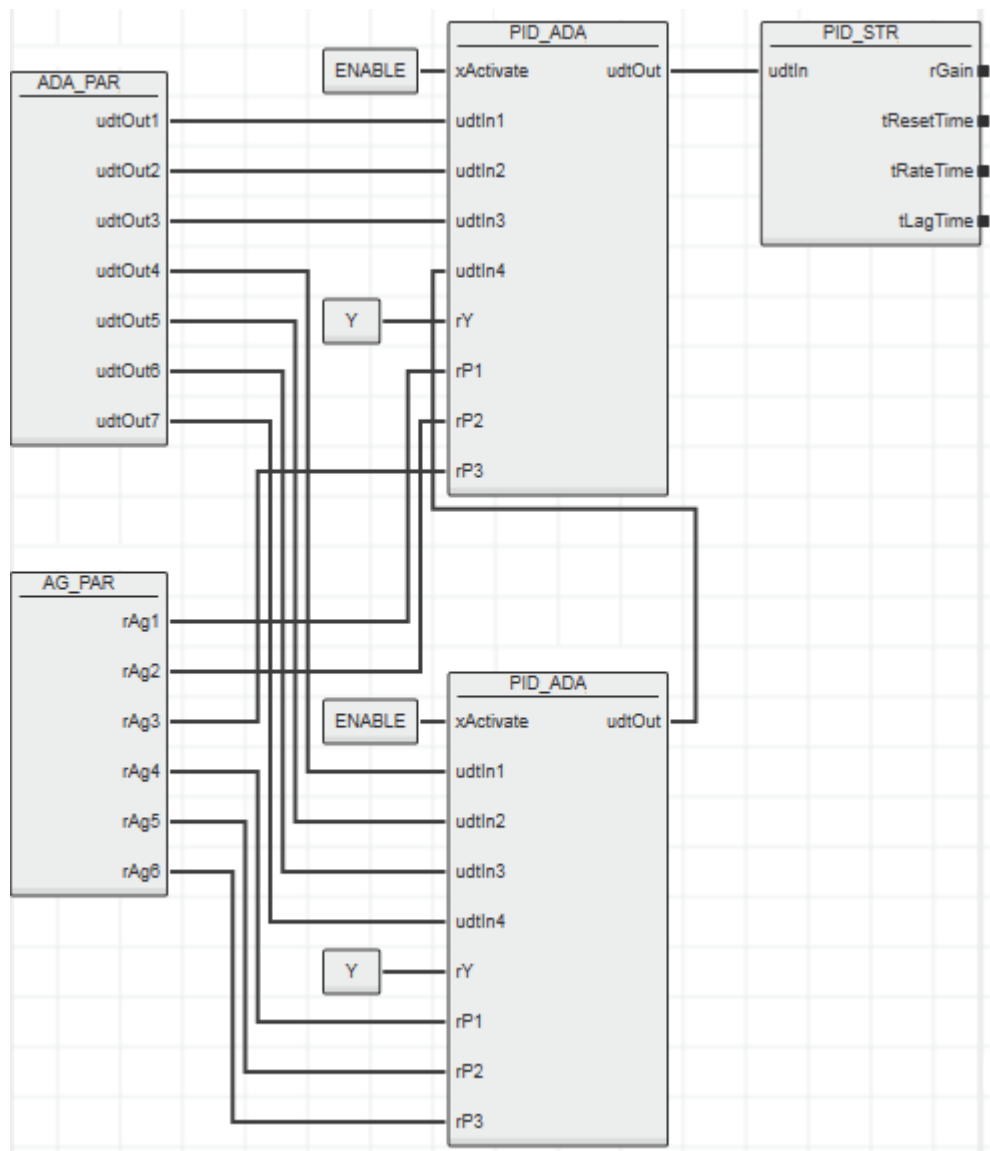 PID_ADA
PID_STR
ENABLE
xActivate
udtOut
udtIn
rGain
ADA_PAR
udtOut1
udtIn1
tResetTime
udtOut2
udtIn2
tRateTime
udtOut3
udtIn3
tLagTime
udtOut4
udtIn4
udtOut5
Y
rY
udtOut6
rP1
udtOut7
rP2
rP3
AG_PAR
rAg1
rAg2
PID_ADA
rAg3
ENABLE
xActivate
udtOut
rAg4
udtIn1
rAg5
udtIn2
rAg6
udtIn3
udtIn4
Y
rY
rP1
rP2
rP3